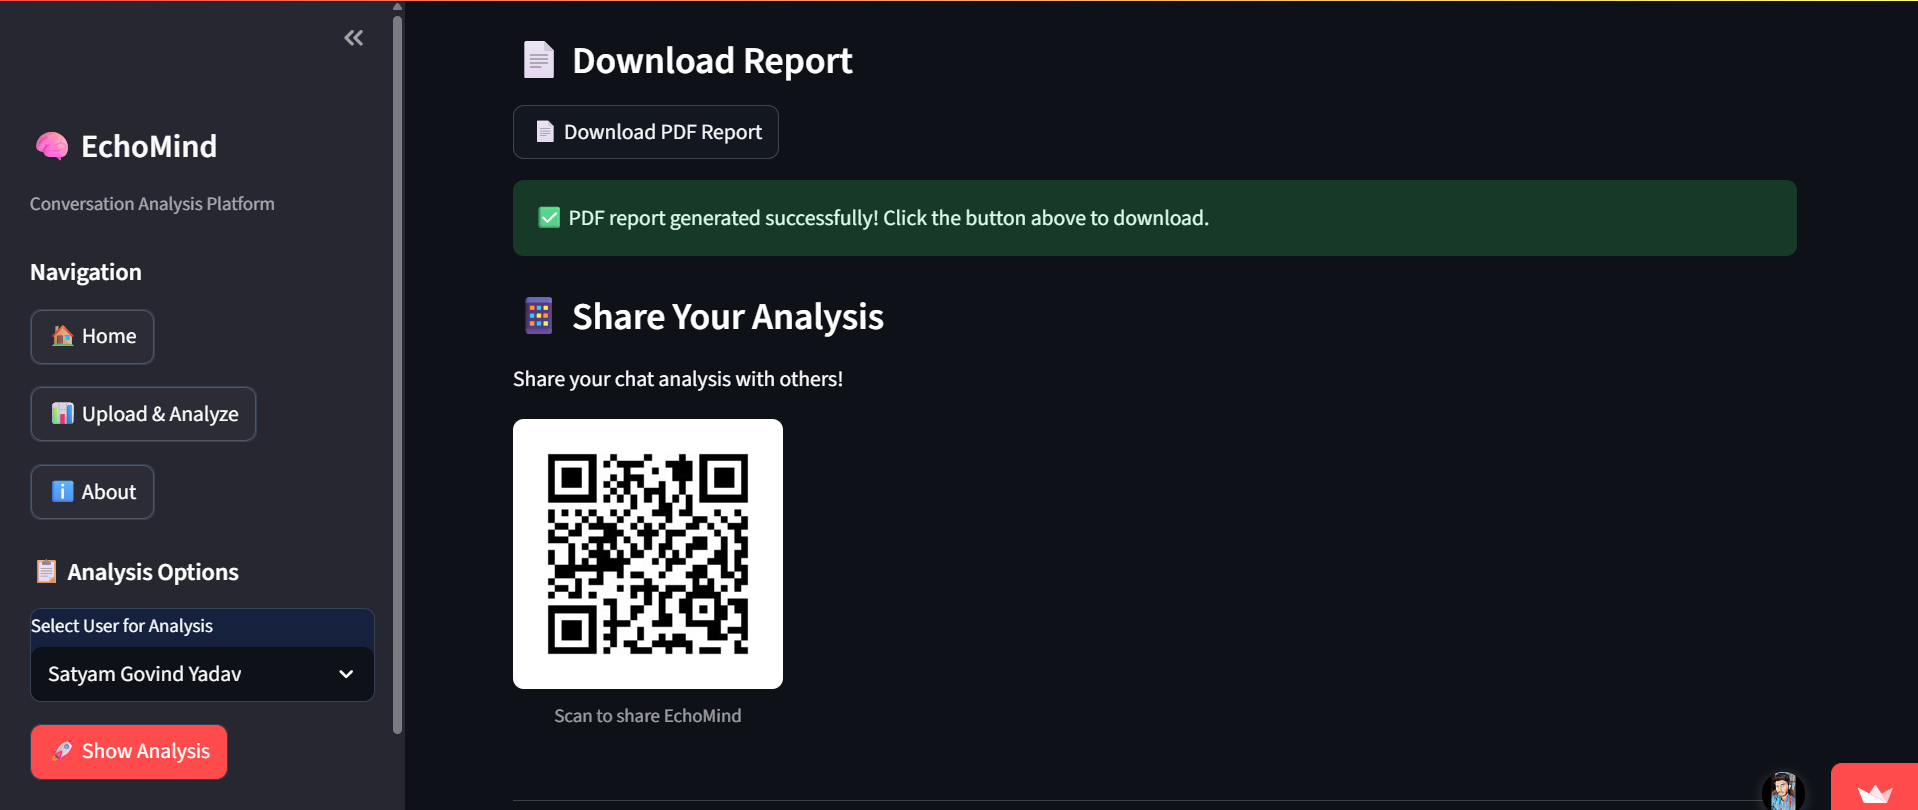 EchoMind
Conversation Analysis Platform
Navigation
Home
Upload & Analyze
About
Analysis Options
Select User for Analysis
Satyam Govind Yadav
Show Analysis
Download Report
Download PDF Report
PDF report generated successfully! Click the button above to download.
Share Your Analysis
Share your chat analysis with others!
Scan to share EchoMind